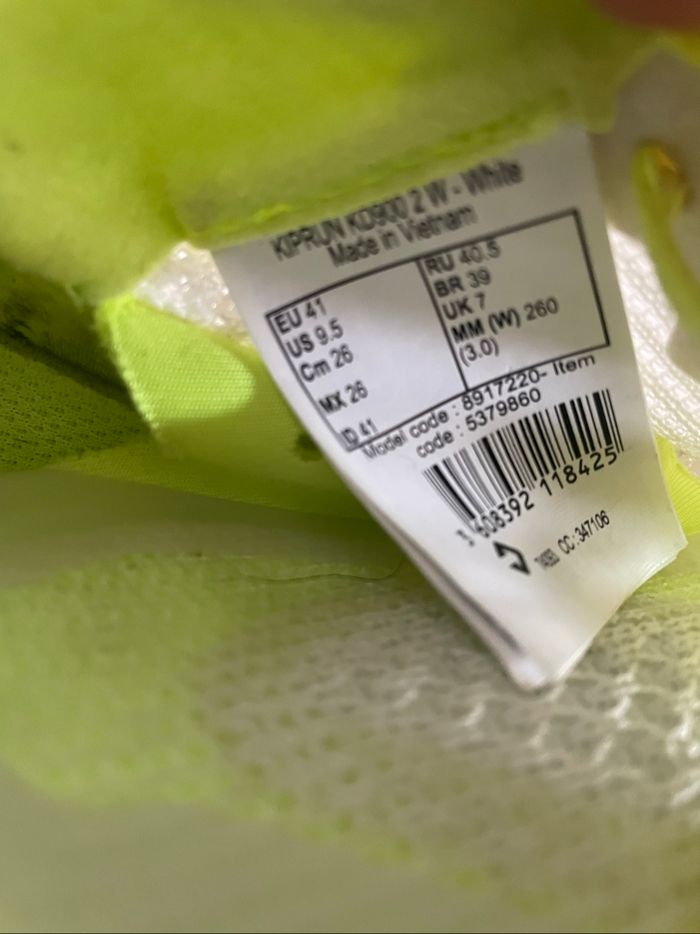 KIPRUN KD900 2 W - White
Made in Vietnam
EU 41
US 9.5
Cm 26
MX 26
ID 41
RU 40.5
BR 39
UK 7
MM (W) 260
(3.0)
Model code : 8917220- Item
code : 5379860
3 608392 118425
CC:347106